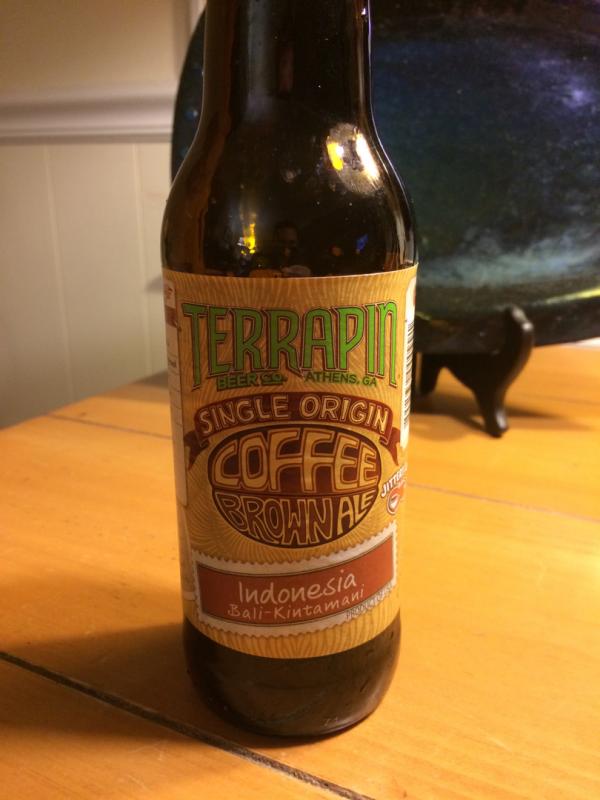 TERRAPIN
BEER CO. ATHENS, GA
SINGLE ORIGIN
COFFEE
BROWN ALE
Indonesia
Bali-Kintamani